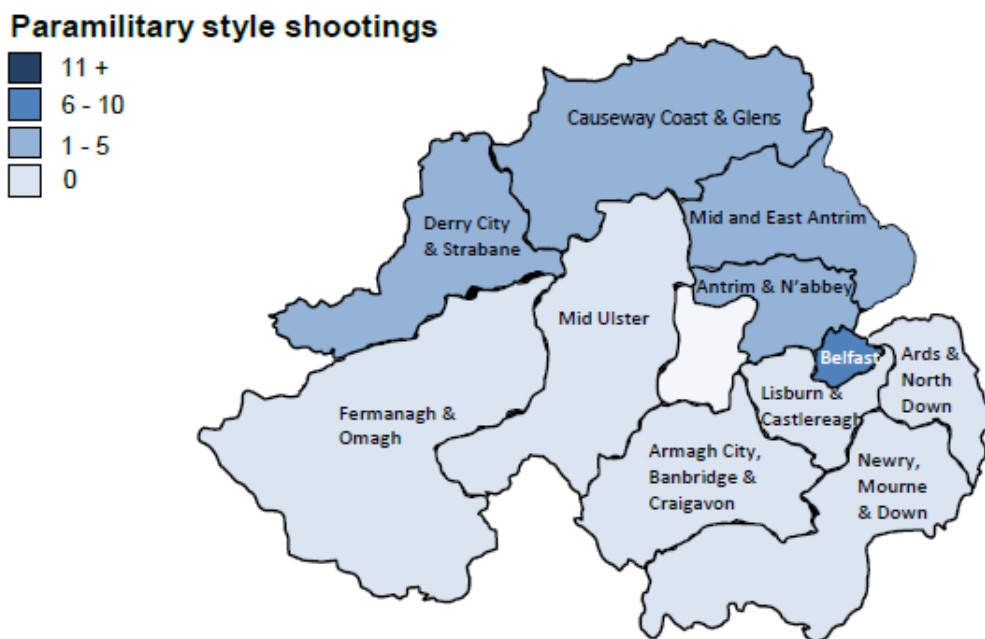 Paramilitary style shootings
11 +
6 - 10
1 - 5
0
Causeway Coast & Glens
Derry City
& Strabane
Mid and East Antrim
Antrim & N'abbey
Mid Ulster
Belfast
Ards &
North
Down
Lisburn &
Castlereagh
Fermanagh &
Omagh
Armagh City,
Banbridge &
Craigavon
Newry,
Mourne
& Down